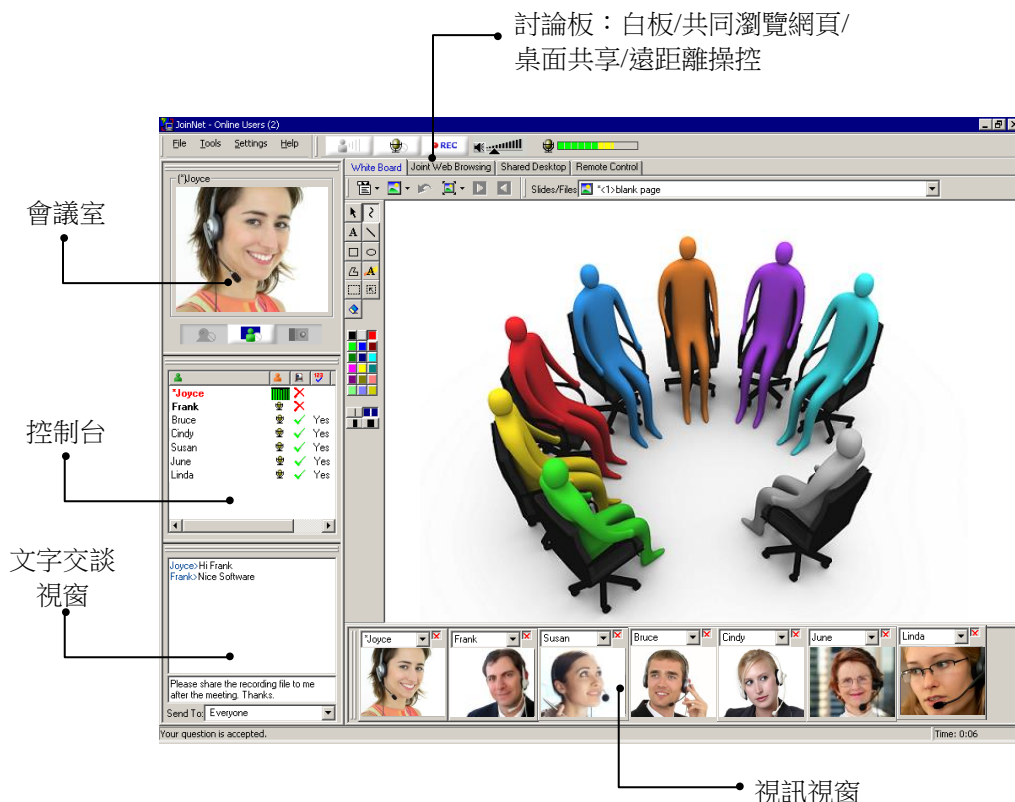 討論板：白板/共同瀏覽網頁/
桌面共享/遠距離操控
JoinNet - Online Users (2)
File Tools Settings Help
REC
White Board Joint Web Browsing Shared Desktop Remote Control
Slides/Files *<1>blank page
(*)Joyce
會議室
A
A
K
123
*Joyce
Frank
Bruce Yes
Cindy Yes
Susan Yes
June Yes
Linda Yes
控制台
文字交談
視窗
Joyce>Hi Frank
Frank>Nice Software
Please share the recording file to me
after the meeting. Thanks.
Send To: Everyone
*Joyce Frank Susan Bruce Cindy June Linda
Your question is accepted.
Time: 0:06
視訊視窗